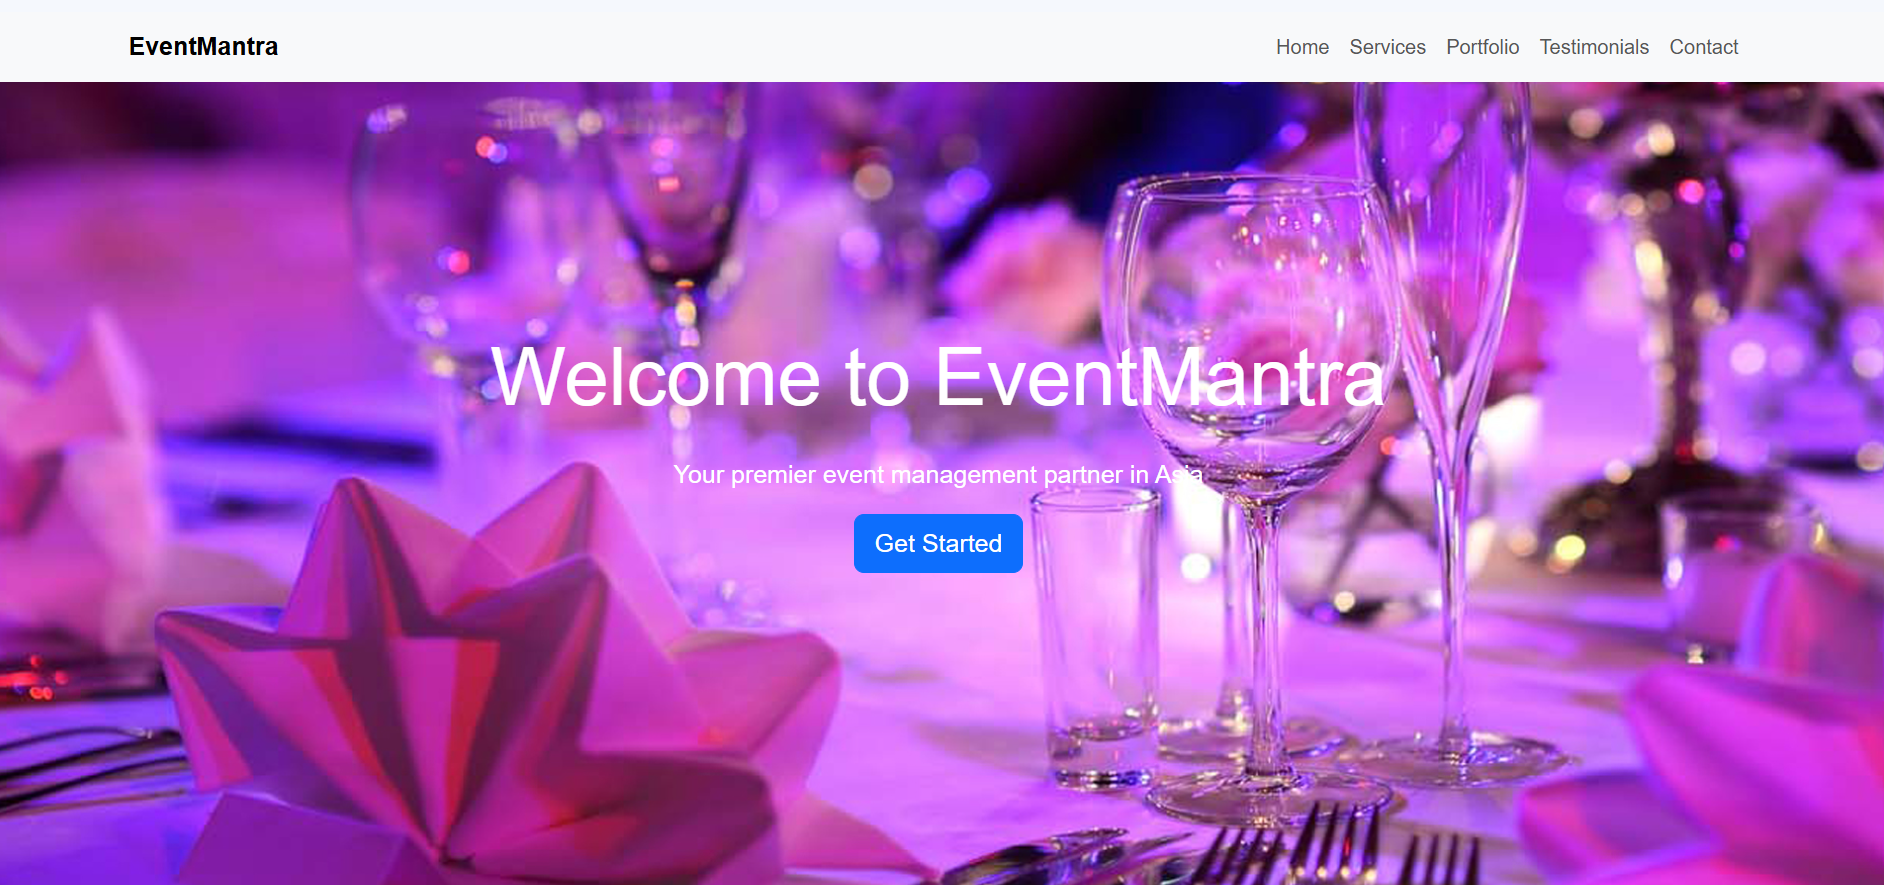 EventMantra
Home Services Portfolio Testimonials Contact
Welcome to EventMantra
Your premier event management partner in Asia
Get Started